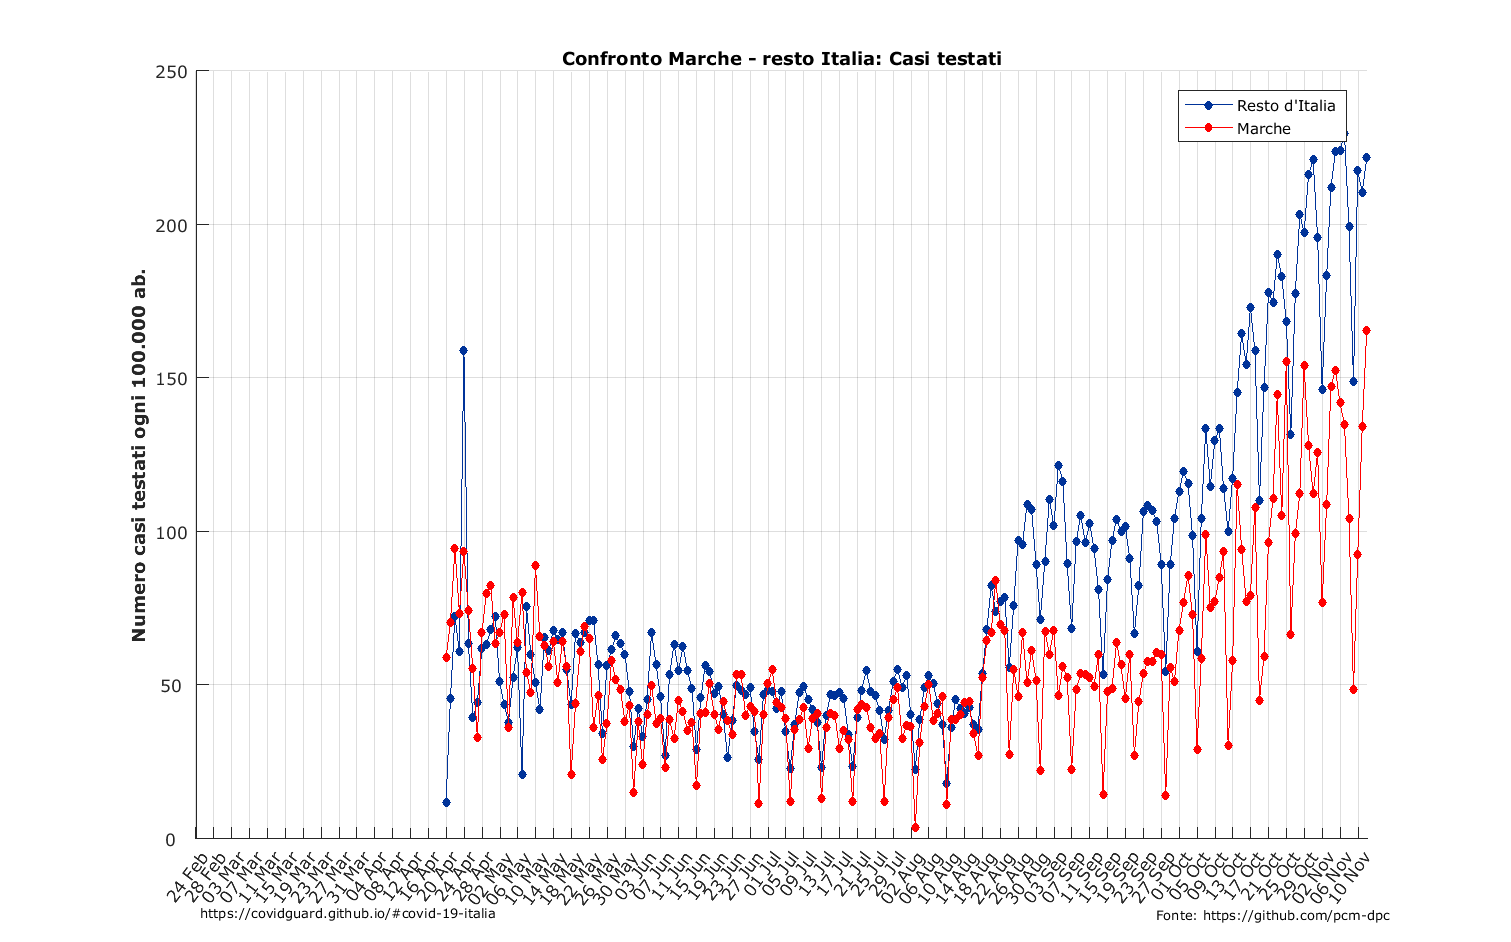 Confronto Marche - resto Italia: Casi testati
Resto d'Italia
Marche
Numero casi testati ogni 100.000 ab.
250
200
150
100
50
0
24 Feb
28 Feb
03 Mar
07 Mar
11 Mar
15 Mar
19 Mar
23 Mar
27 Mar
31 Mar
04 Apr
08 Apr
12 Apr
16 Apr
20 Apr
24 Apr
28 Apr
02 May
06 May
10 May
14 May
18 May
22 May
26 May
30 May
03 Jun
07 Jun
11 Jun
15 Jun
19 Jun
23 Jun
27 Jun
01 Jul
05 Jul
09 Jul
13 Jul
17 Jul
21 Jul
25 Jul
29 Jul
02 Aug
06 Aug
10 Aug
14 Aug
18 Aug
22 Aug
26 Aug
30 Aug
03 Sep
07 Sep
11 Sep
15 Sep
19 Sep
23 Sep
27 Sep
01 Oct
05 Oct
09 Oct
13 Oct
17 Oct
21 Oct
25 Oct
29 Oct
02 Nov
06 Nov
10 Nov
https://covidguard.github.io/#covid-19-italia
Fonte: https://github.com/pcm-dpc